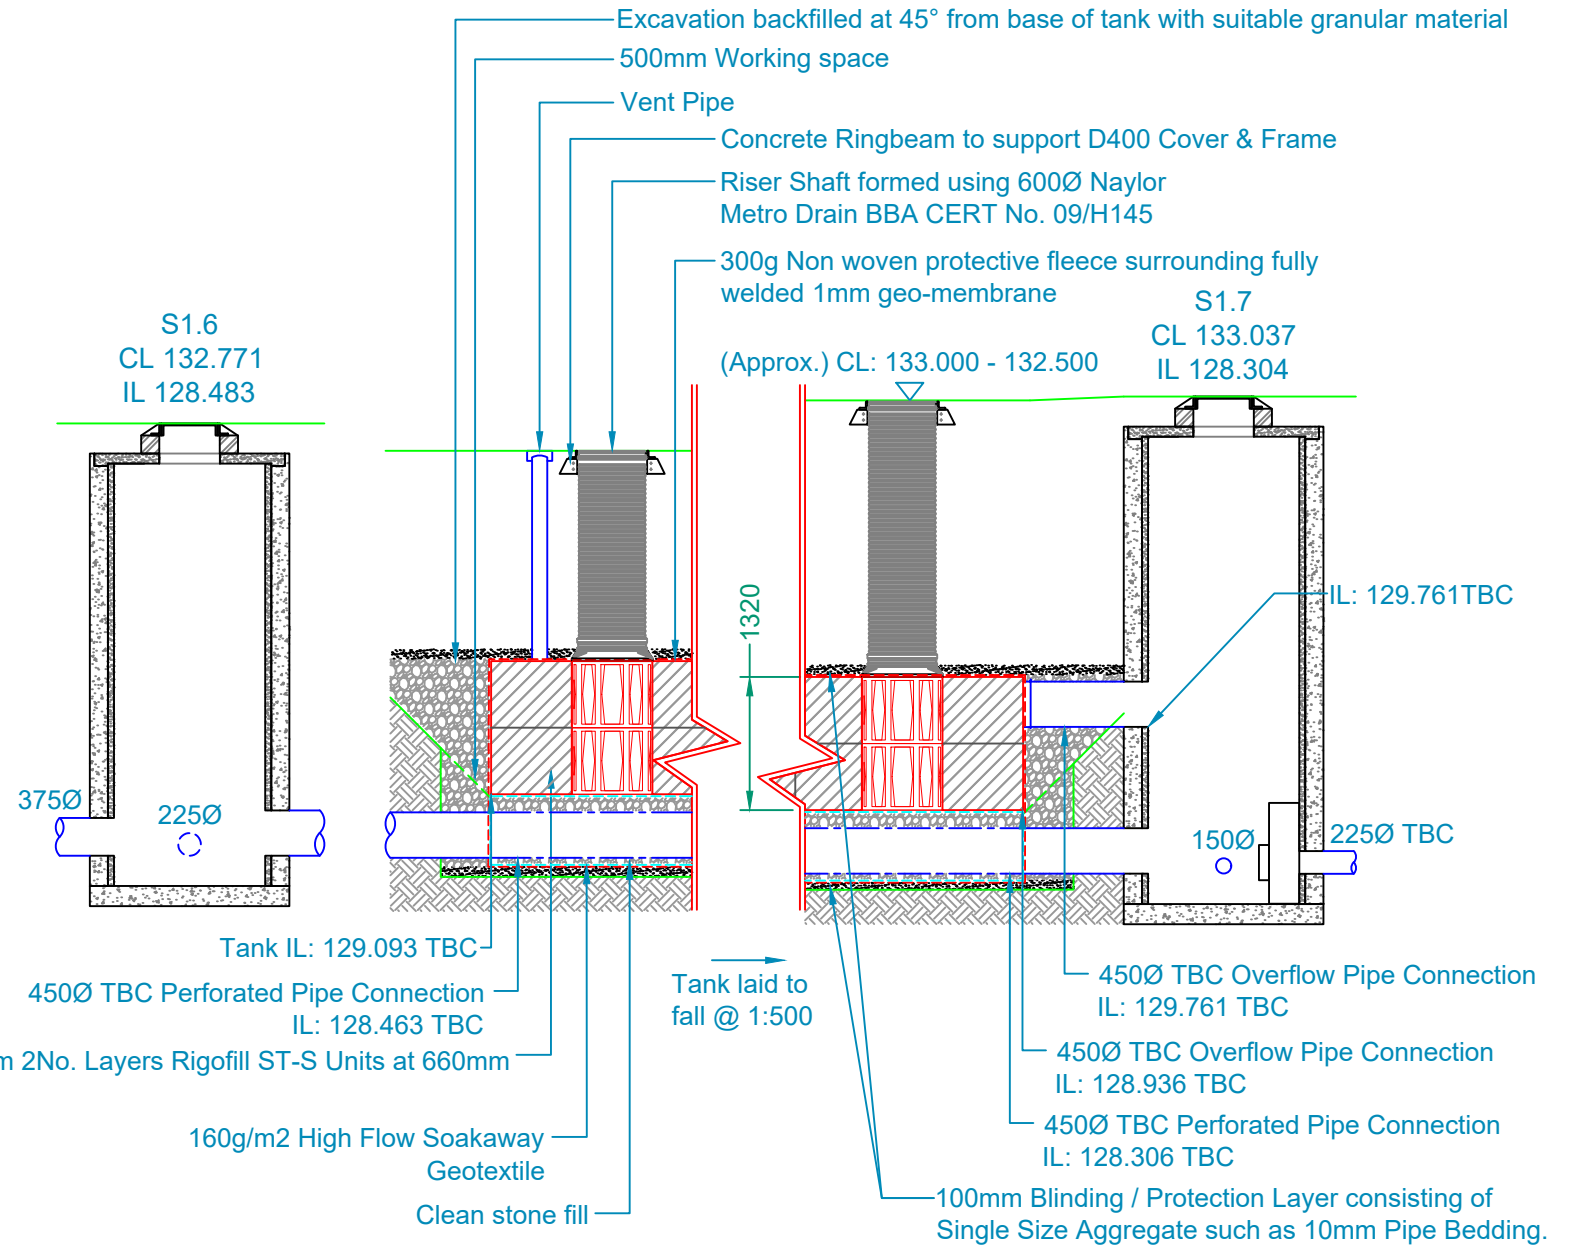 Excavation backfilled at 45° from base of tank with suitable granular material
500mm Working space
Vent Pipe
Concrete Ringbeam to support D400 Cover & Frame
Riser Shaft formed using 600Ø Naylor
Metro Drain BBA CERT No. 09/H145
300g Non woven protective fleece surrounding fully
welded 1mm geo-membrane
S1.6
CL 132.771
IL 128.483
(Approx.) CL: 133.000 - 132.500
S1.7
CL 133.037
IL 128.304
1320
IL: 129.761TBC
375Ø
225Ø
150Ø
225Ø TBC
Tank IL: 129.093 TBC
450Ø TBC Perforated Pipe Connection
IL: 128.463 TBC
m 2No. Layers Rigofill ST-S Units at 660mm
160g/m2 High Flow Soakaway
Geotextile
Clean stone fill
Tank laid to
fall @ 1:500
450Ø TBC Overflow Pipe Connection
IL: 129.761 TBC
450Ø TBC Overflow Pipe Connection
IL: 128.936 TBC
450Ø TBC Perforated Pipe Connection
IL: 128.306 TBC
100mm Blinding / Protection Layer consisting of
Single Size Aggregate such as 10mm Pipe Bedding.